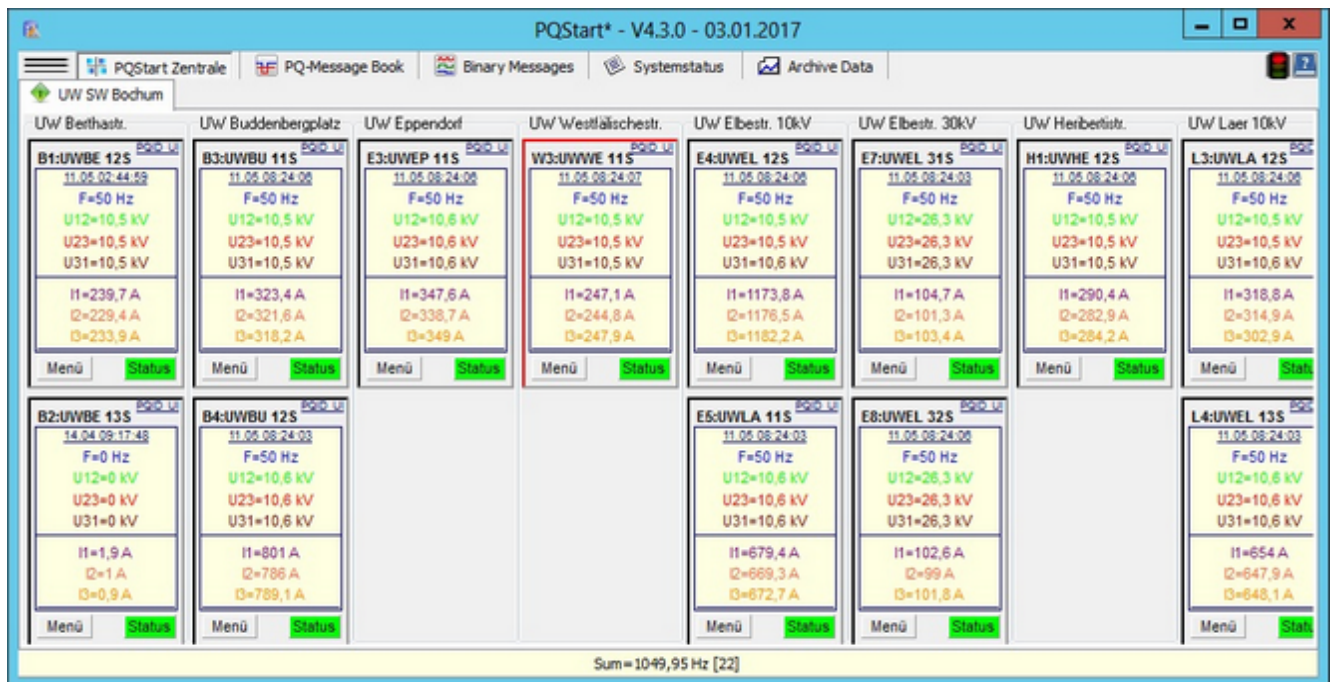 PQStart* - V4.3.0 - 03.01.2017
PQStart Zentrale PQ-Message Book Binary Messages Systemstatus Archive Data ?
UW SW Bochum
UW Berthastr. UW Buddenbergplatz UW Eppendorf UW Westfälischestr. UW Elbestr. 10kV UW Elbestr. 30kV UW Heribertistr. UW Laer 10kV
B1:UWBE 12S PQID_UI
11.05 02:44:59
F=50 Hz
U12=10,5 kV
U23=10,5 kV
U31=10,5 kV
I1=239,7 A
I2=229,4 A
I3=233,9 A
Menü Status
B3:UWBU 11S PQID_UI
11.05 08:24:06
F=50 Hz
U12=10,5 kV
U23=10,5 kV
U31=10,5 kV
I1=323,4 A
I2=321,6 A
I3=318,2 A
Menü Status
E3:UWEP 11S PQID_UI
11.05 08:24:06
F=50 Hz
U12=10,6 kV
U23=10,6 kV
U31=10,6 kV
I1=347,6 A
I2=338,7 A
I3=349 A
Menü Status
W3:UWWE 11S PQID_UI
11.05 08:24:07
F=50 Hz
U12=10,5 kV
U23=10,5 kV
U31=10,5 kV
I1=247,1 A
I2=244,8 A
I3=247,9 A
Menü Status
E4:UWEL 12S PQID_UI
11.05 08:24:06
F=50 Hz
U12=10,5 kV
U23=10,5 kV
U31=10,6 kV
I1=1173,8 A
I2=1176,5 A
I3=1182,2 A
Menü Status
E7:UWEL 31S PQID_UI
11.05 08:24:03
F=50 Hz
U12=26,3 kV
U23=26,3 kV
U31=26,3 kV
I1=104,7 A
I2=101,3 A
I3=103,4 A
Menü Status
H1:UWHE 12S PQID_UI
11.05 08:24:06
F=50 Hz
U12=10,5 kV
U23=10,5 kV
U31=10,5 kV
I1=290,4 A
I2=282,9 A
I3=284,2 A
Menü Status
L3:UWLA 12S
11.05 08:24:06
F=50 Hz
U12=10,5 kV
U23=10,5 kV
U31=10,5 kV
I1=318,8 A
I2=314,9 A
I3=302,9 A
Menü Statu
B2:UWBE 13S PQID_UI
14.04 09:17:48
F=0 Hz
U12=0 kV
U23=0 kV
U31=0 kV
I1=1,9 A
I2=1 A
I3=0,9 A
Menü Status
B4:UWBU 12S PQID_UI
11.05 08:24:03
F=50 Hz
U12=10,6 kV
U23=10,6 kV
U31=10,6 kV
I1=801 A
I2=786 A
I3=789,1 A
Menü Status
E5:UWLA 11S PQID_UI
11.05 08:24:03
F=50 Hz
U12=10,6 kV
U23=10,6 kV
U31=10,6 kV
I1=679,4 A
I2=669,3 A
I3=672,7 A
Menü Status
E8:UWEL 32S PQID_UI
11.05 08:24:06
F=50 Hz
U12=26,3 kV
U23=26,3 kV
U31=26,3 kV
I1=102,6 A
I2=99 A
I3=101,8 A
Menü Status
L4:UWEL 13S
11.05 08:24:03
F=50 Hz
U12=10,6 kV
U23=10,6 kV
U31=10,6 kV
I1=654 A
I2=647,9 A
I3=648,1 A
Menü Statu
Sum=1049,95 Hz [22]